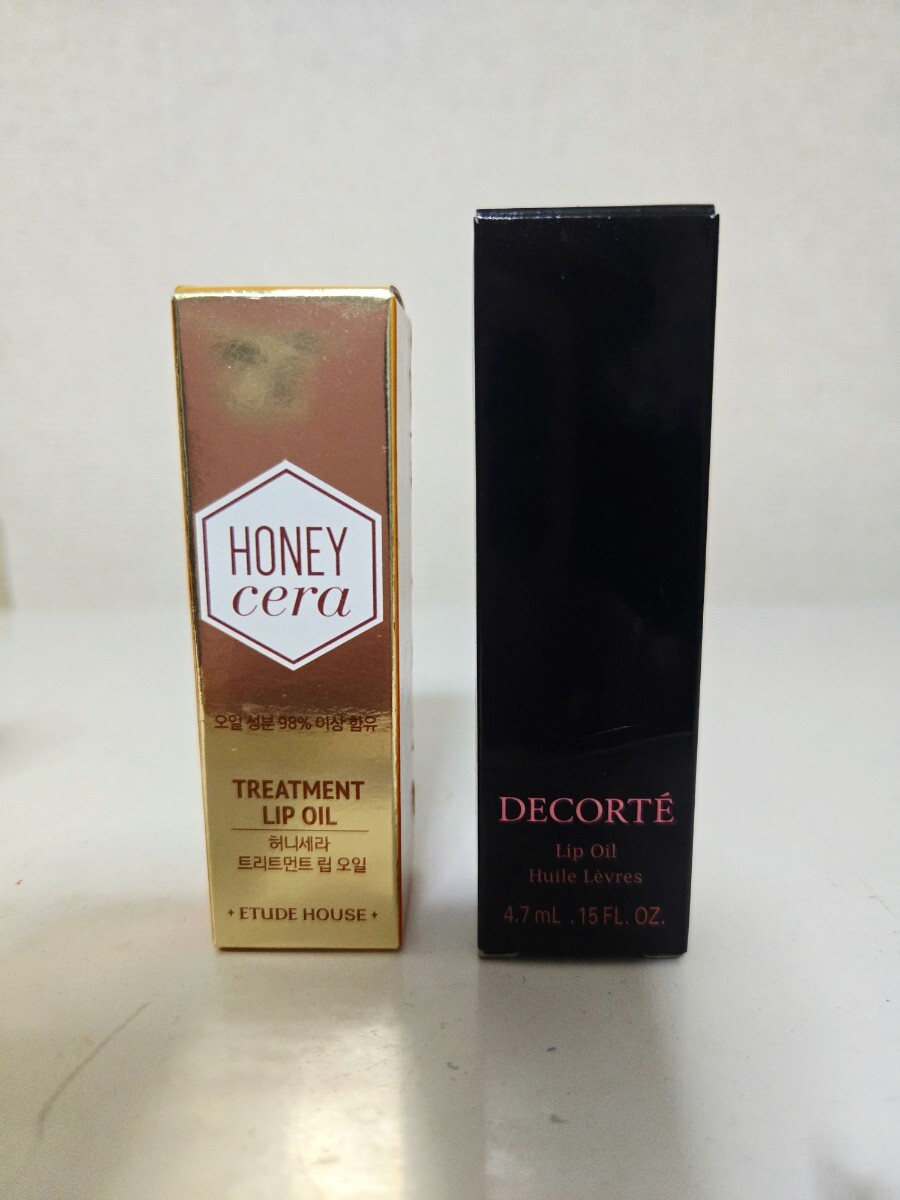 HONEY
cera
오일 성분 98% 이상 함유
TREATMENT
LIP OIL
허니세라
트리트먼트 립 오일
ETUDE HOUSE
DECORTÉ
Lip Oil
Huile Lèvres
4.7 mL .15 FL. OZ.